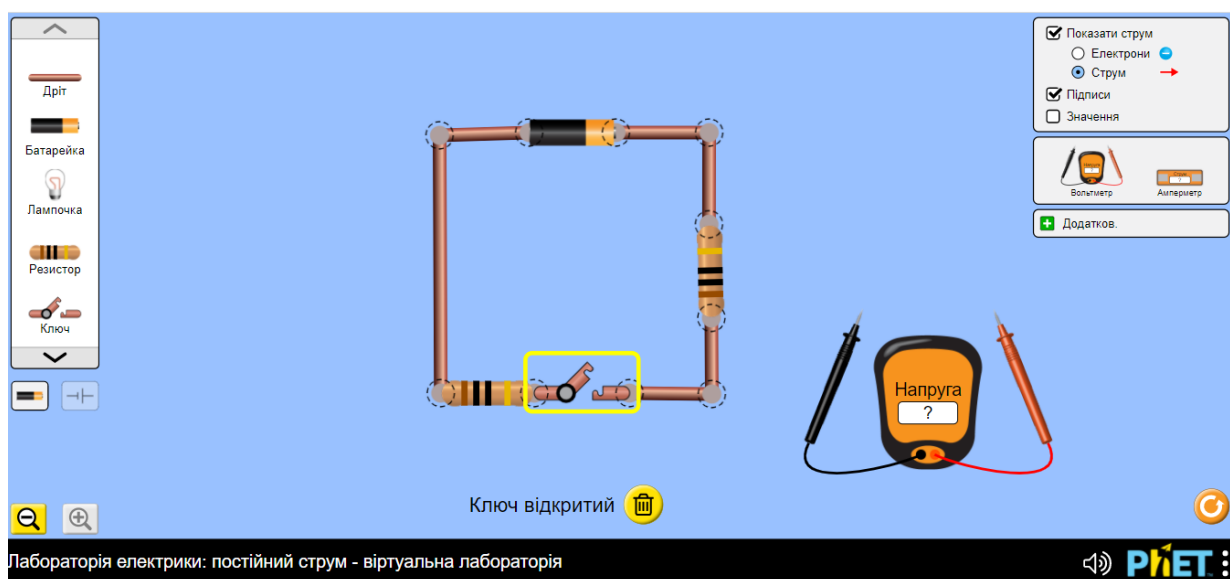 Дріт
Батарейка
Лампочка
Резистор
Ключ
Показати струм
Електрони
Струм
Підписи
Значення
Вольтметр
Амперметр
Додатков.
Напруга
?
Ключ відкритий
Лабораторія електрики: постійний струм - віртуальна лабораторія
PhET